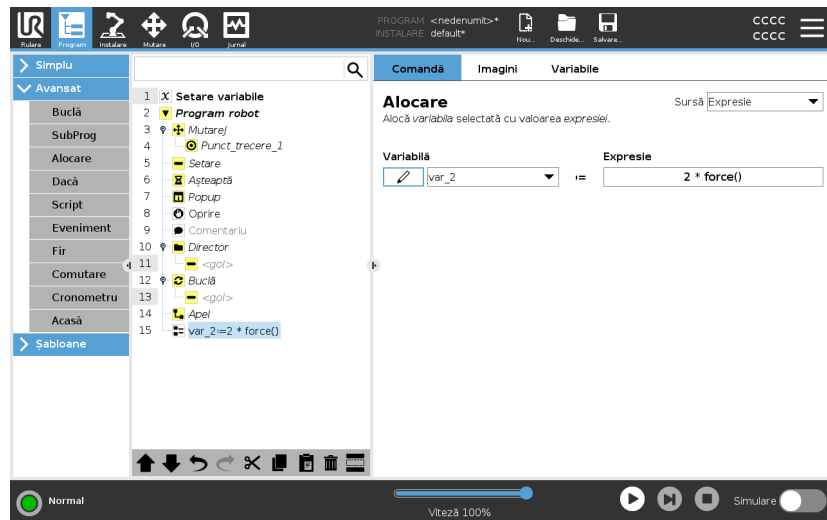 PROGRAM <nedenumit>*
INSTALARE default*
CCCC
CCCC
Rulare Program Instalare Mutare I/O Jurnal Nou... Deschide... Salvare...
Simplu
Avansat
Buclă
SubProg
Alocare
Dacă
Script
Eveniment
Fir
Comutare
Cronometru
Acasă
Șabloane
1 X Setare variabile
2 Program robot
3 MutareJ
4 Punct_trecere_1
5 Setare
6 Așteaptă
7 Popup
8 Oprire
9 Comentariu
10 Director
11 <gol>
12 Buclă
13 <gol>
14 Apel
15 var_2≔2 * force()
Comandă Imagini Variabile
Alocare
Sursă Expresie
Alocă variabila selectată cu valoarea expresiei.
Variabilă Expresie
var_2 ≔ 2 * force()
Normal
Viteză 100%
Simulare